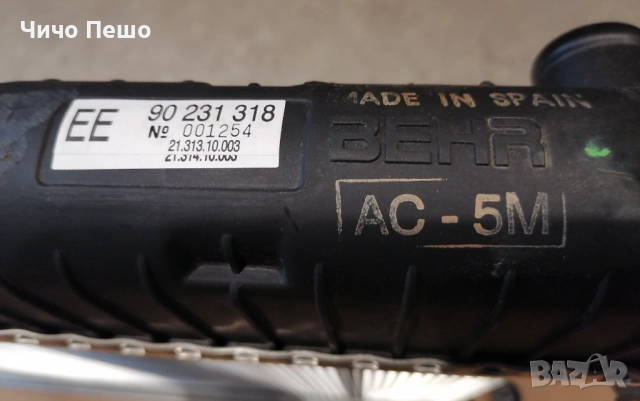 Чичо Пешо
EE 90 231 318
№ 001254
21.313.10.003
21.314.10.003
MADE IN SPAIN
BEHR
AC - 5M
BAZAR